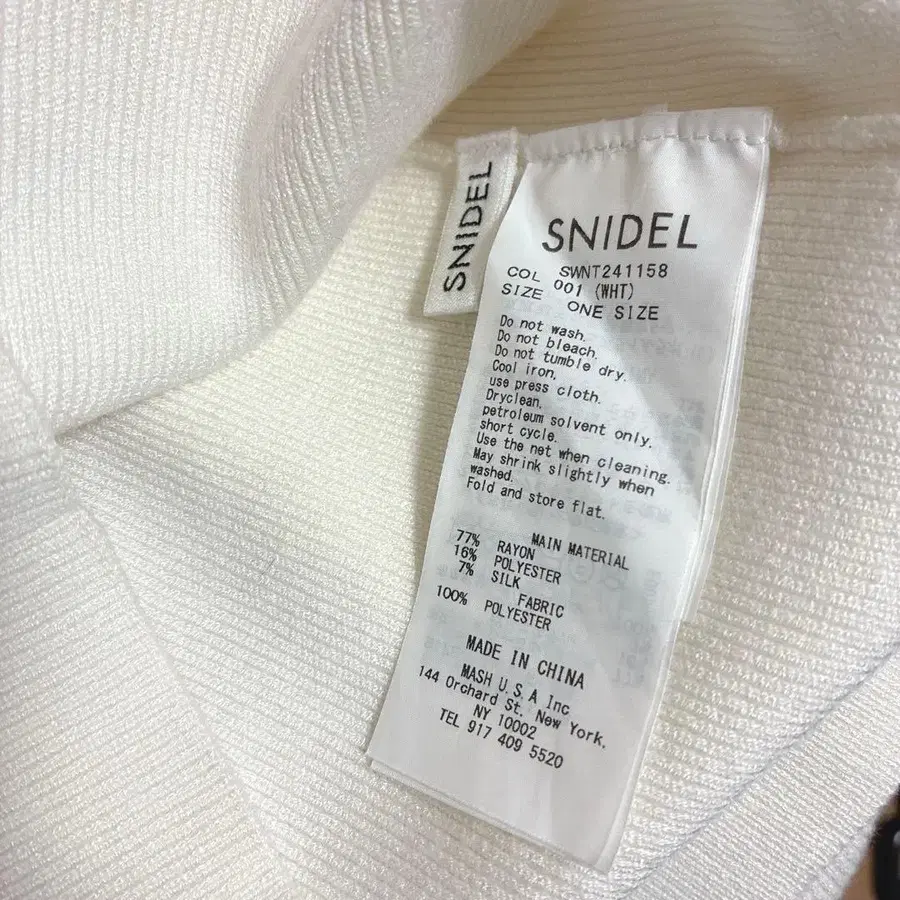 SNIDEL
SNIDEL
SWNT241158
COL 001 (WHT)
SIZE ONE SIZE
Do not wash.
Do not bleach.
Do not tumble dry.
Cool iron.
use press cloth.
Dryclean.
petroleum solvent only.
short cycle.
Use the net when cleaning.
May shrink slightly when
washed.
Fold and store flat.
MAIN MATERIAL
77% RAYON
16% POLYESTER
7% SILK
FABRIC
100% POLYESTER
MADE IN CHINA
MASH U.S.A Inc
144 Orchard St. New York.
NY 10002
TEL 917 409 5520